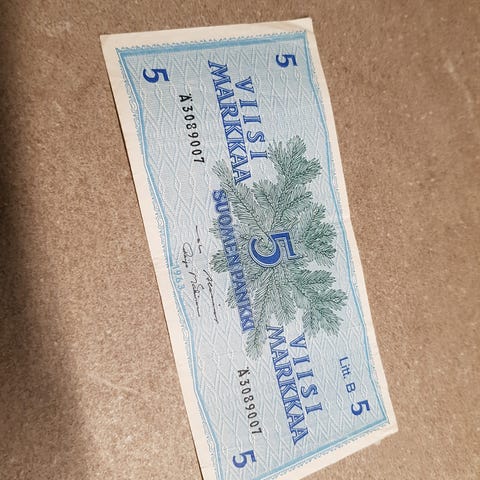 5
5
VIISI
MARKKAA
Ä3089007
5
SUOMEN PANKKI
1963
Litt. B
VIISI
MARKKAA
Ä3089007
5
5